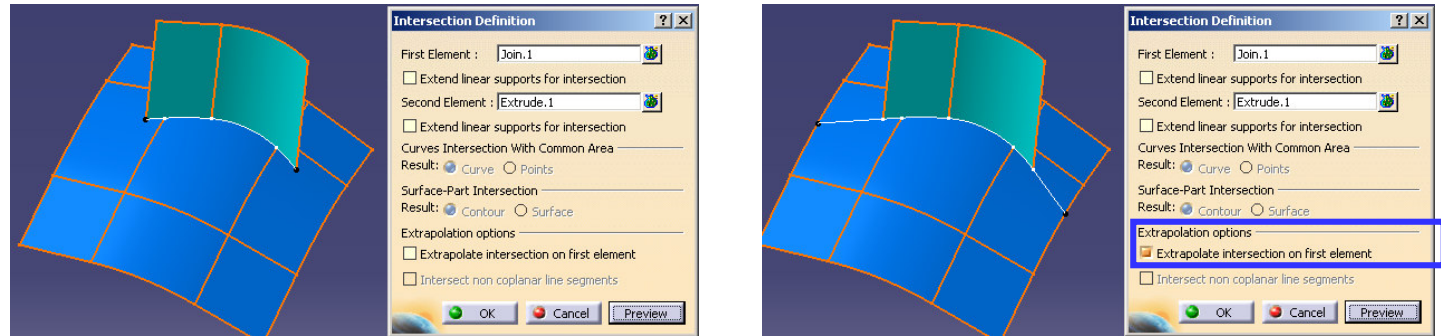 Intersection Definition
First Element : Join.1
Extend linear supports for intersection
Second Element : Extrude.1
Extend linear supports for intersection
Curves Intersection With Common Area
Result: Curve Points
Surface-Part Intersection
Result: Contour Surface
Extrapolation options
Extrapolate intersection on first element
Intersect non coplanar line segments
OK Cancel Preview
Intersection Definition
First Element : Join.1
Extend linear supports for intersection
Second Element : Extrude.1
Extend linear supports for intersection
Curves Intersection With Common Area
Result: Curve Points
Surface-Part Intersection
Result: Contour Surface
Extrapolation options
Extrapolate intersection on first element
Intersect non coplanar line segments
OK Cancel Preview